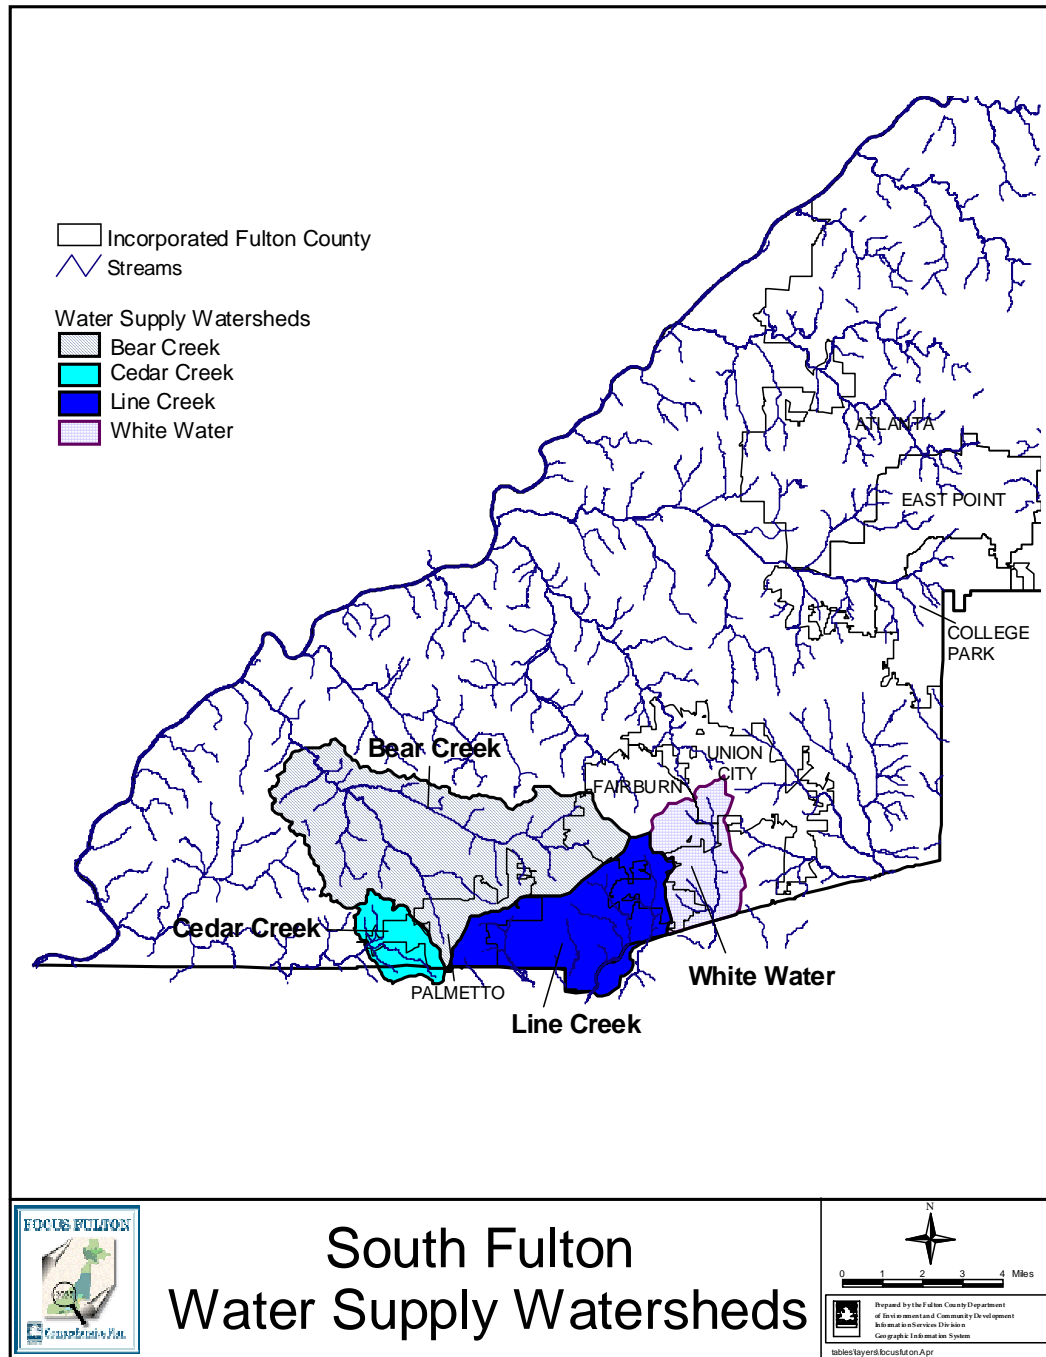 Incorporated Fulton County
Streams
Water Supply Watersheds
Bear Creek
Cedar Creek
Line Creek
White Water
ATLANTA
EAST POINT
COLLEGE
PARK
Bear Creek
UNION
CITY
FAIRBURN
Cedar Creek
White Water
PALMETTO
Line Creek
FOCUS FULTON
South Fulton
Water Supply Watersheds
N
0 1 2 3 4 Miles
Prepared by the Fulton County Department
of Environment and Community Development
Information Services Division
Geographic Information System
tables\layers\focusfulton.Apr